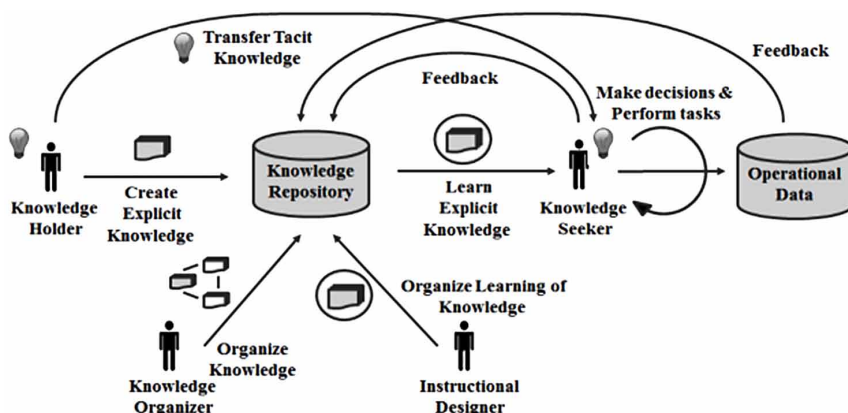 Transfer Tacit
Knowledge
Feedback
Feedback
Make decisions &
Perform tasks
Knowledge
Holder
Create
Explicit
Knowledge
Knowledge
Repository
Learn
Explicit
Knowledge
Knowledge
Seeker
Operational
Data
Organize Learning of
Knowledge
Organize
Knowledge
Knowledge
Organizer
Instructional
Designer